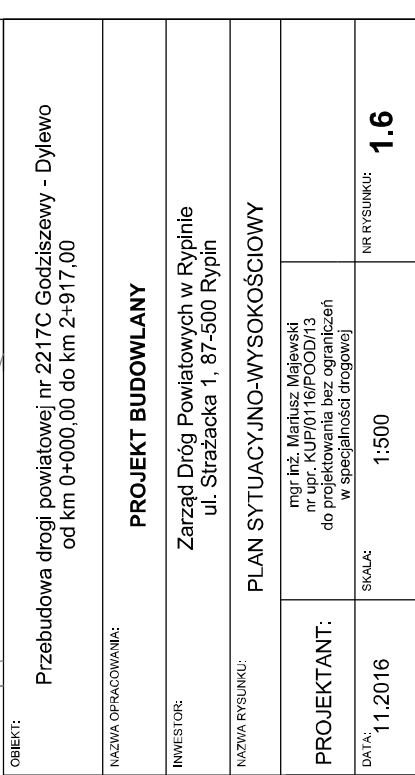 OBIEKT:
Przebudowa drogi powiatowej nr 2217C Godziszewy - Dylewo
od km 0+000,00 do km 2+917,00
NAZWA OPRACOWANIA:
PROJEKT BUDOWLANY
INWESTOR:
Zarząd Dróg Powiatowych w Rypinie
ul. Strażacka 1, 87-500 Rypin
NAZWA RYSUNKU:
PLAN SYTUACYJNO-WYSOKOŚCIOWY
PROJEKTANT:
mgr inż. Mariusz Majewski
nr upr. KUP/0116/POOD/13
do projektowania bez ograniczeń
w specjalności drogowej
DATA:
11.2016
SKALA:
1:500
NR RYSUNKU:
1.6